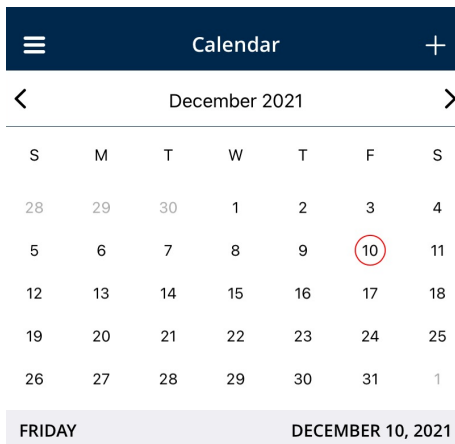 Calendar
December 2021
S M T W T F S
28 29 30 1 2 3 4
5 6 7 8 9 10 11
12 13 14 15 16 17 18
19 20 21 22 23 24 25
26 27 28 29 30 31 1
FRIDAY DECEMBER 10, 2021